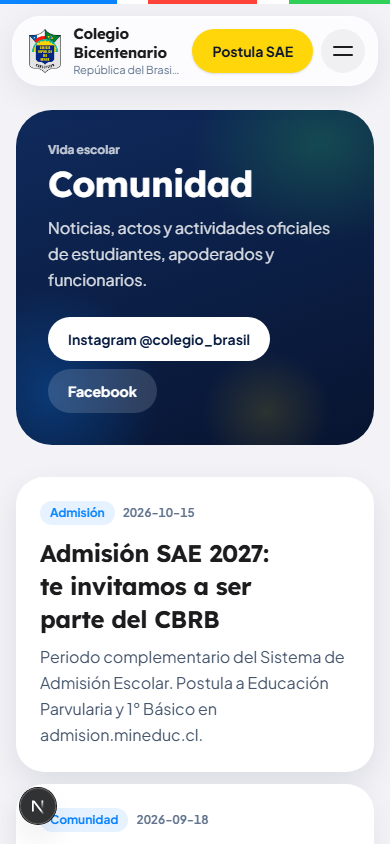 Colegio
Bicentenario
República del Brasi...
Postula SAE
Vida escolar
Comunidad
Noticias, actos y actividades oficiales
de estudiantes, apoderados y
funcionarios.
Instagram @colegio_brasil
Facebook
Admisión 2026-10-15
Admisión SAE 2027:
te invitamos a ser
parte del CBRB
Periodo complementario del Sistema de
Admisión Escolar. Postula a Educación
Parvularia y 1° Básico en
admision.mineduc.cl.
N
Comunidad 2026-09-18